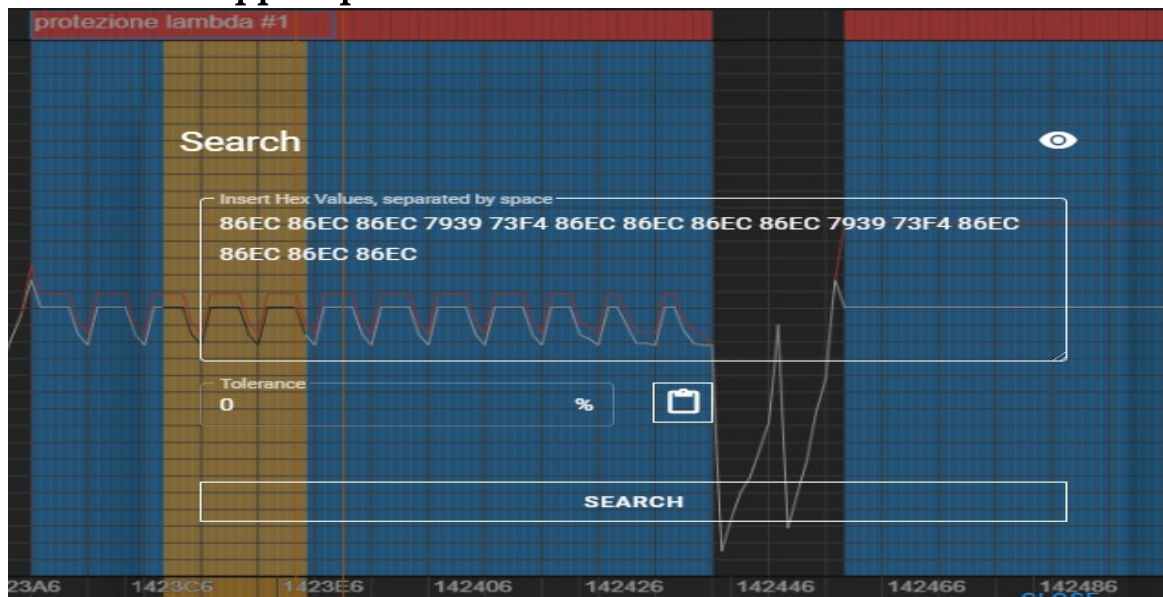 protezione lambda #1
Search
Insert Hex Values, separated by space
86EC 86EC 86EC 7939 73F4 86EC 86EC 86EC 86EC 7939 73F4 86EC
86EC 86EC 86EC
Tolerance
0 %
SEARCH
23A6 1423C6 1423E6 142406 142426 142446 142466 142486